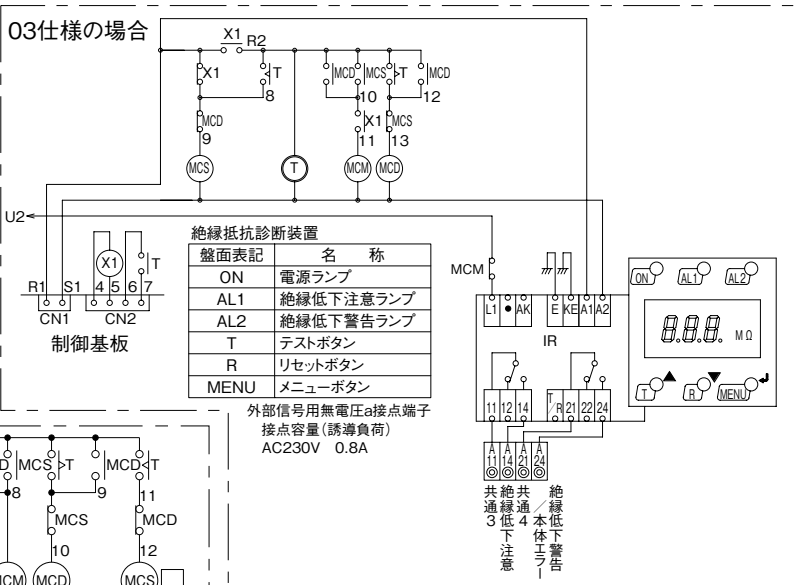 03仕様の場合
X1 R2
X1 T MCD MCS T MCD
8 10 12
MCD X1 MCS
9 11 13
MCS T MCM MCD
U2
絶縁抵抗診断装置
盤面表記 名称
ON 電源ランプ
AL1 絶縁低下注意ランプ
AL2 絶縁低下警告ランプ
T テストボタン
R リセットボタン
MENU メニューボタン
外部信号用無電圧a接点端子
接点容量(誘導負荷)
AC230V 0.8A
X1 T
R1 S1 4 5 6 7
CN1 CN2
制御基板
MCM
L1 • AK E KE A1 A2
IR
11 12 14 T/R 21 22 24
A11 A14 A21 A24
共通3
絶縁低下注意
共通4
絶縁低下警告
/本体エラー
ON AL1 AL2
8.8.8. MΩ
T R MENU
D MCS T MCD T
8 9 11
MCS MCD
10 12
MCM MCD MCS